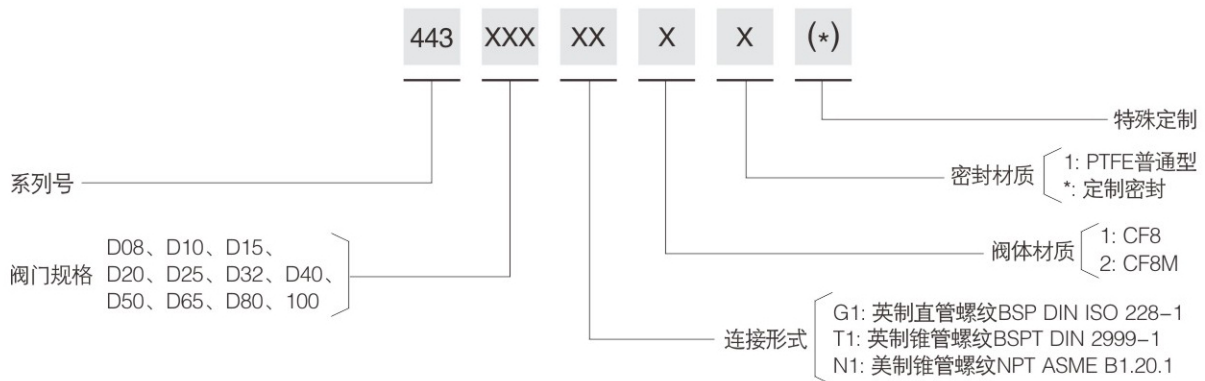 443 XXX XX X X (*)
特殊定制
密封材质
1: PTFE普通型
*: 定制密封
系列号
阀体材质
1: CF8
2: CF8M
阀门规格
D08、D10、D15、
D20、D25、D32、D40、
D50、D65、D80、100
连接形式
G1: 英制直管螺纹BSP DIN ISO 228-1
T1: 英制锥管螺纹BSPT DIN 2999-1
N1: 美制锥管螺纹NPT ASME B1.20.1